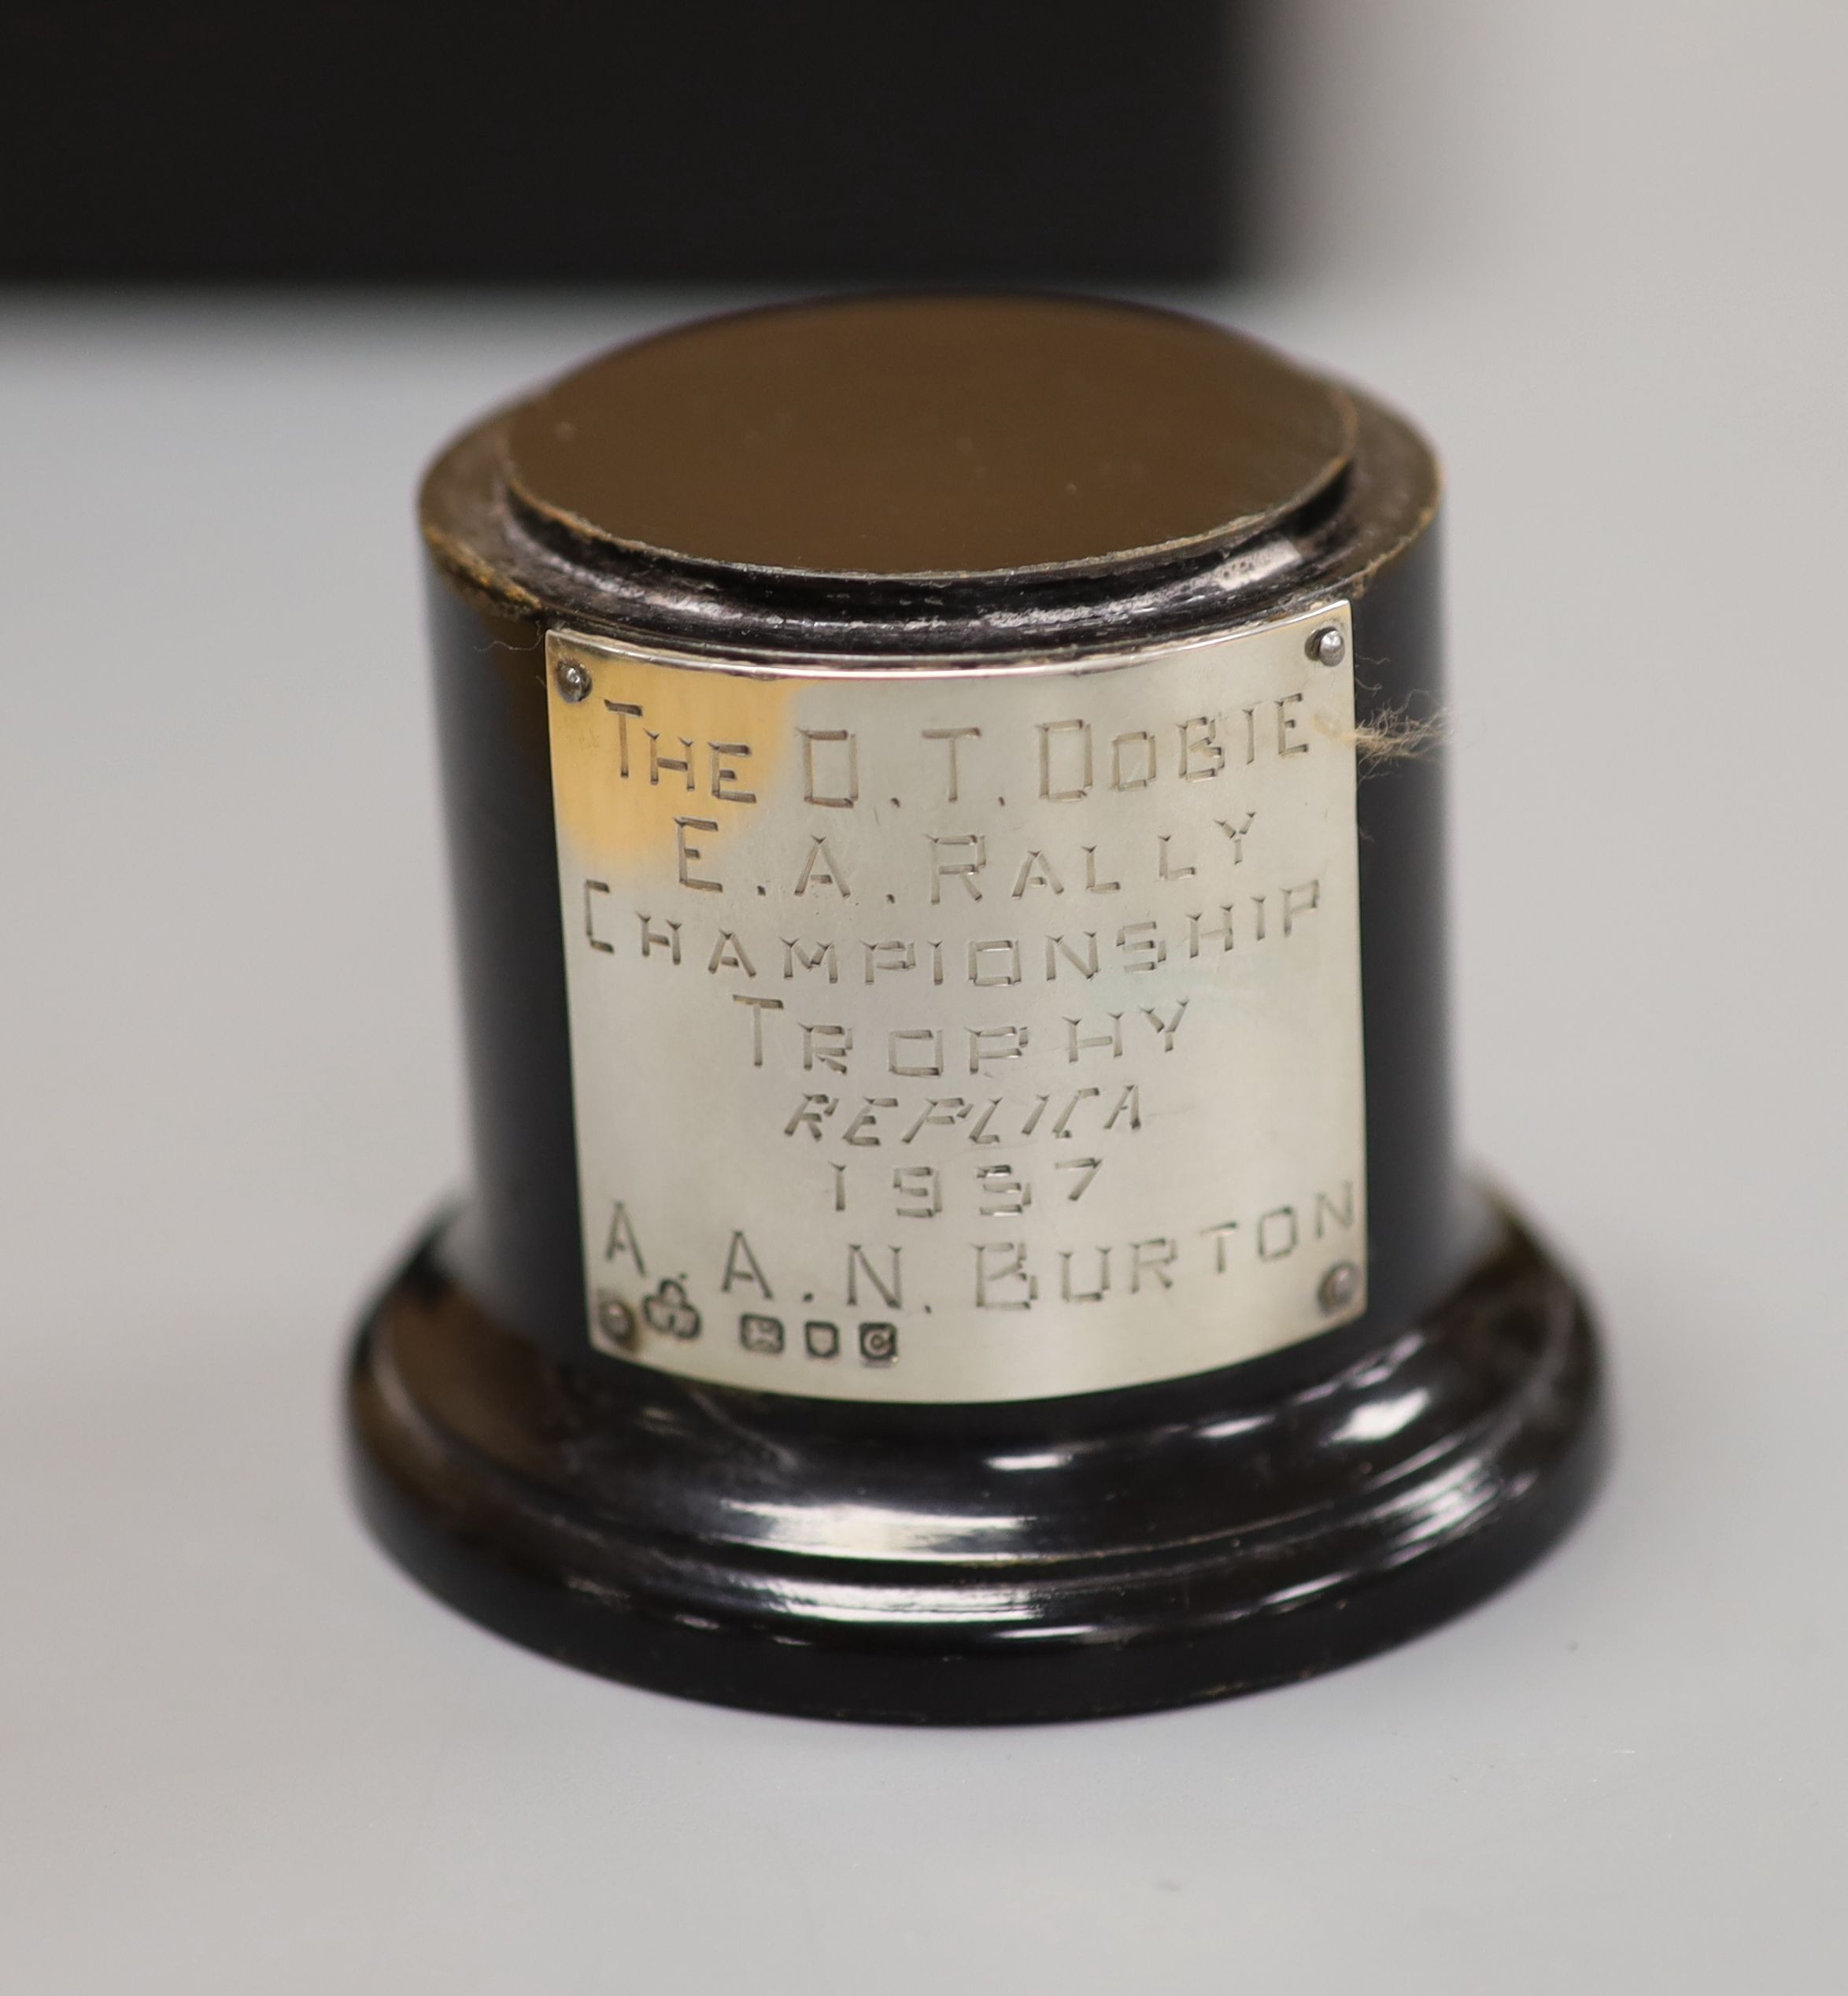 THE D.T. DOBIE
E.A. RALLY
CHAMPIONSHIP
TROPHY
REPLICA
1957
A.A.N. BURTON